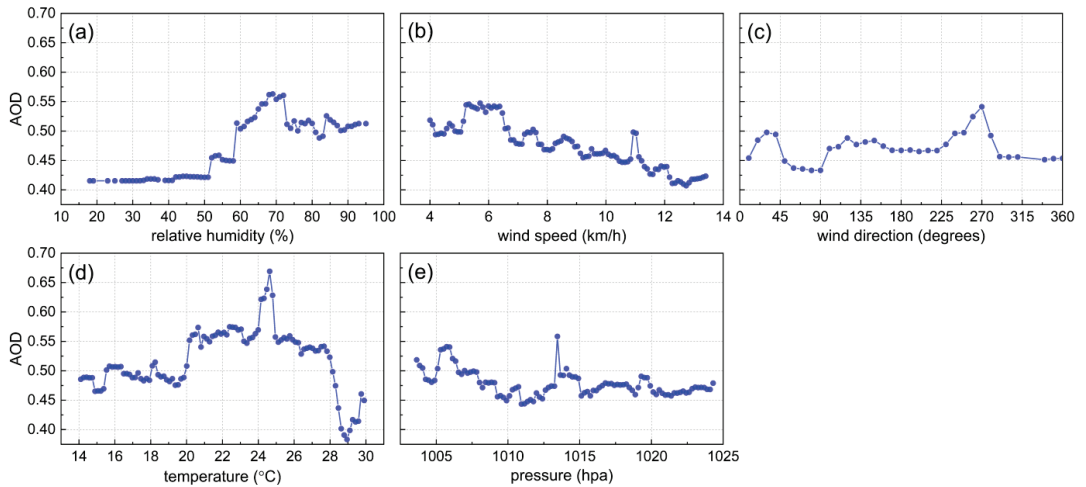 (a) (b) (c)
AOD
0.70 0.65 0.60 0.55 0.50 0.45 0.40
10 20 30 40 50 60 70 80 90 100
relative humidity (%)
4 6 8 10 12 14
wind speed (km/h)
0 45 90 135 180 225 270 315 360
wind direction (degrees)
(d) (e)
AOD
0.70 0.65 0.60 0.55 0.50 0.45 0.40
14 16 18 20 22 24 26 28 30
temperature (°C)
1005 1010 1015 1020 1025
pressure (hpa)